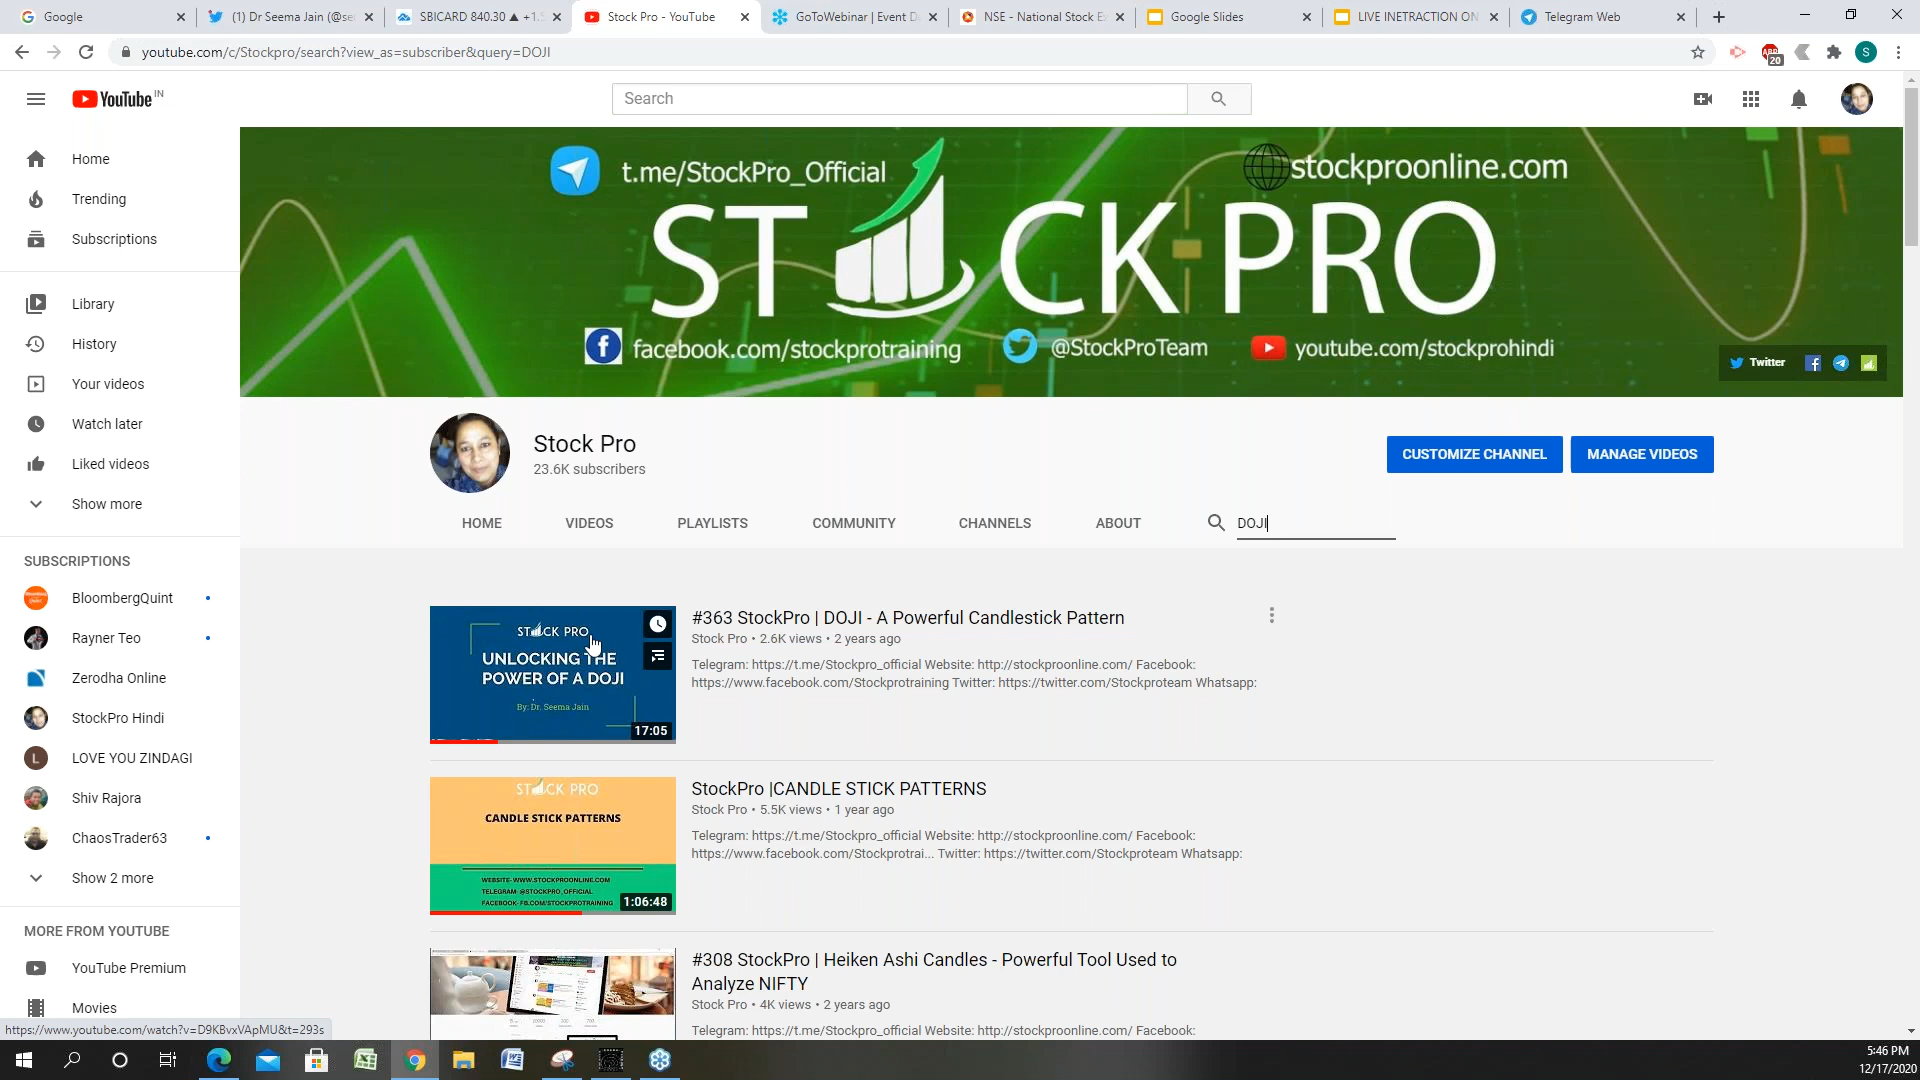 Google
(1) Dr Seema Jain (@se
SBICARD 840.30 ▲ +1.
Stock Pro - YouTube
GoToWebinar | Event D
NSE - National Stock E
Google Slides
LIVE INETRACTION ON
Telegram Web
youtube.com/c/Stockpro/search?view_as=subscriber&query=DOJI
20
S
YouTube IN
Search
Home
Trending
Subscriptions
Library
History
Your videos
Watch later
Liked videos
Show more
SUBSCRIPTIONS
BloombergQuint
Rayner Teo
Zerodha Online
StockPro Hindi
LOVE YOU ZINDAGI
L
Shiv Rajora
ChaosTrader63
Show 2 more
MORE FROM YOUTUBE
YouTube Premium
Movies
t.me/StockPro_Official
stockproonline.com
STOCK PRO
facebook.com/stockprotraining
@StockProTeam
youtube.com/stockprohindi
Twitter
Stock Pro
23.6K subscribers
CUSTOMIZE CHANNEL
MANAGE VIDEOS
HOME
VIDEOS
PLAYLISTS
COMMUNITY
CHANNELS
ABOUT
DOJI
STOCK PRO
UNLOCKING THE
POWER OF A DOJI
By: Dr. Seema Jain
17:05
#363 StockPro | DOJI - A Powerful Candlestick Pattern
Stock Pro • 2.6K views • 2 years ago
Telegram: https://t.me/Stockpro_official Website: http://stockproonline.com/ Facebook:
https://www.facebook.com/Stockprotraining Twitter: https://twitter.com/Stockproteam Whatsapp:
STOCK PRO
CANDLE STICK PATTERNS
WEBSITE- WWW.STOCKPROONLINE.COM
TELEGRAM- @STOCKPRO_OFFICIAL
FACEBOOK- FB.COM/STOCKPROTRAINING
1:06:48
StockPro |CANDLE STICK PATTERNS
Stock Pro • 5.5K views • 1 year ago
Telegram: https://t.me/Stockpro_official Website: http://stockproonline.com/ Facebook:
https://www.facebook.com/Stockprotrai... Twitter: https://twitter.com/Stockproteam Whatsapp:
#308 StockPro | Heiken Ashi Candles - Powerful Tool Used to
Analyze NIFTY
Stock Pro • 4K views • 2 years ago
Telegram: https://t.me/Stockpro_official Website: http://stockproonline.com/ Facebook:
https://www.youtube.com/watch?v=D9KBvxVApMU&t=293s
5:46 PM
12/17/2020